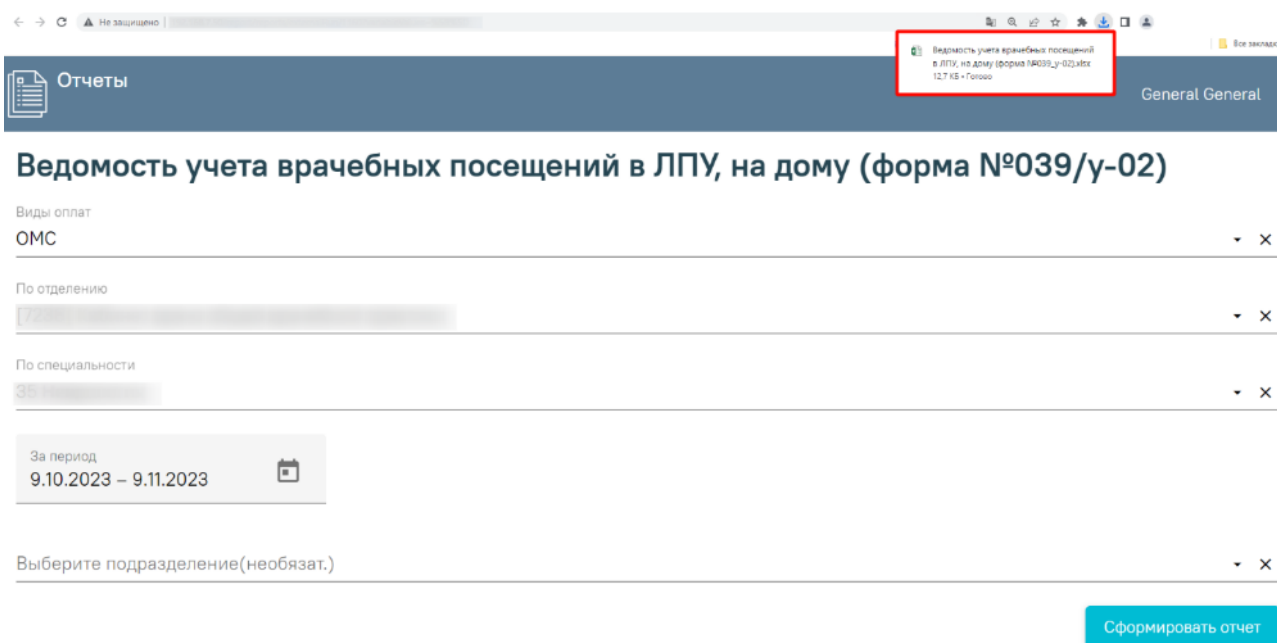 Не защищено
Все закладк
Ведомость учета врачебных посещений
в ЛПУ, на дому (форма №039_у-02).xlsx
12,7 КБ • Готово
Отчеты
General General
Ведомость учета врачебных посещений в ЛПУ, на дому (форма №039/у-02)
Виды оплат
ОМС
По отделению
По специальности
За период
9.10.2023 – 9.11.2023
Выберите подразделение(необязат.)
Сформировать отчет